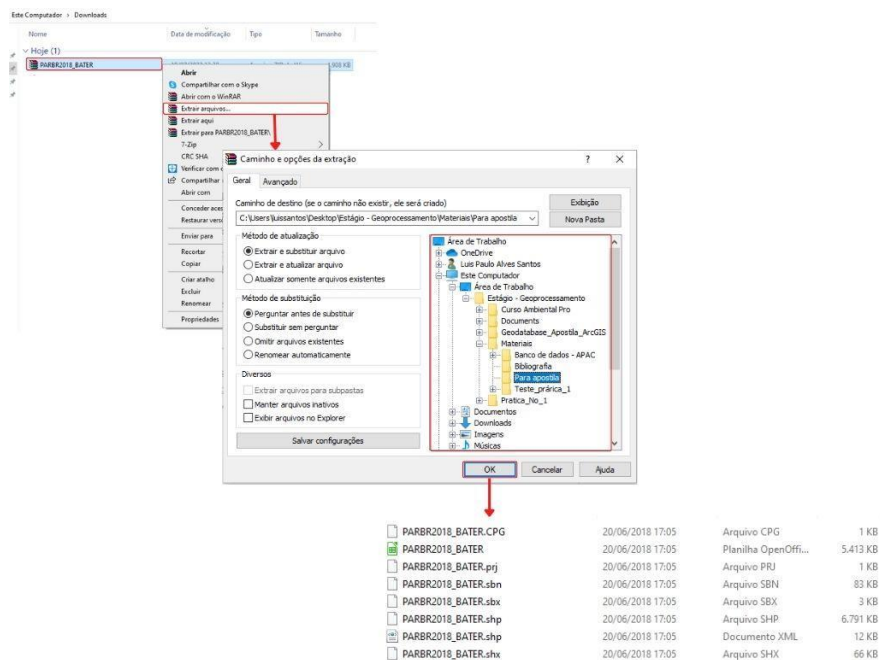 Este Computador > Downloads
Nome Data de modificação Tipo Tamanho
Hoje (1)
PARBR2018_BATER
Abrir
Compartilhar com o Skype
Abrir com o WinRAR
Extrair arquivos...
Extrair aqui
Extrair para PARBR2018_BATER\
7-Zip
CRC SHA
Verificar com
Compartilhar
Abrir com
Conceder aces
Restaurar vers
Enviar para
Recortar
Copiar
Criar atalho
Excluir
Renomear
Propriedades
Caminho e opções da extração ? X
Geral Avançado
Caminho de destino (se o caminho não existir, ele será criado)
Exibição
C:\Users\luissantos\Desktop\Estágio - Geoprocessamento\Materiais\Para apostila
Nova Pasta
Método de atualização
Extrair e substituir arquivo
Extrair e atualizar arquivo
Atualizar somente arquivos existentes
Método de substituição
Perguntar antes de substituir
Substituir sem perguntar
Omitir arquivos existentes
Renomear automaticamente
Diversos
Extrair arquivos para subpastas
Manter arquivos inativos
Exibir arquivos no Explorer
Salvar configurações
Área de Trabalho
OneDrive
Luis Paulo Alves Santos
Este Computador
Área de Trabalho
Estágio - Geoprocessamento
Curso Ambiental Pro
Documents
Geodatabase_Apostila_ArcGIS
Materiais
Banco de dados - APAC
Bibliografia
Para apostila
Teste_prárica_1
Pratica_No_1
Documentos
Downloads
Imagens
Músicas
OK Cancelar Ajuda
PARBR2018_BATER.CPG 20/06/2018 17:05 Arquivo CPG 1 KB
PARBR2018_BATER 20/06/2018 17:05 Planilha OpenOffi... 5.413 KB
PARBR2018_BATER.prj 20/06/2018 17:05 Arquivo PRJ 1 KB
PARBR2018_BATER.sbn 20/06/2018 17:05 Arquivo SBN 83 KB
PARBR2018_BATER.sbx 20/06/2018 17:05 Arquivo SBX 3 KB
PARBR2018_BATER.shp 20/06/2018 17:05 Arquivo SHP 6.791 KB
PARBR2018_BATER.shp 20/06/2018 17:05 Documento XML 12 KB
PARBR2018_BATER.shx 20/06/2018 17:05 Arquivo SHX 66 KB